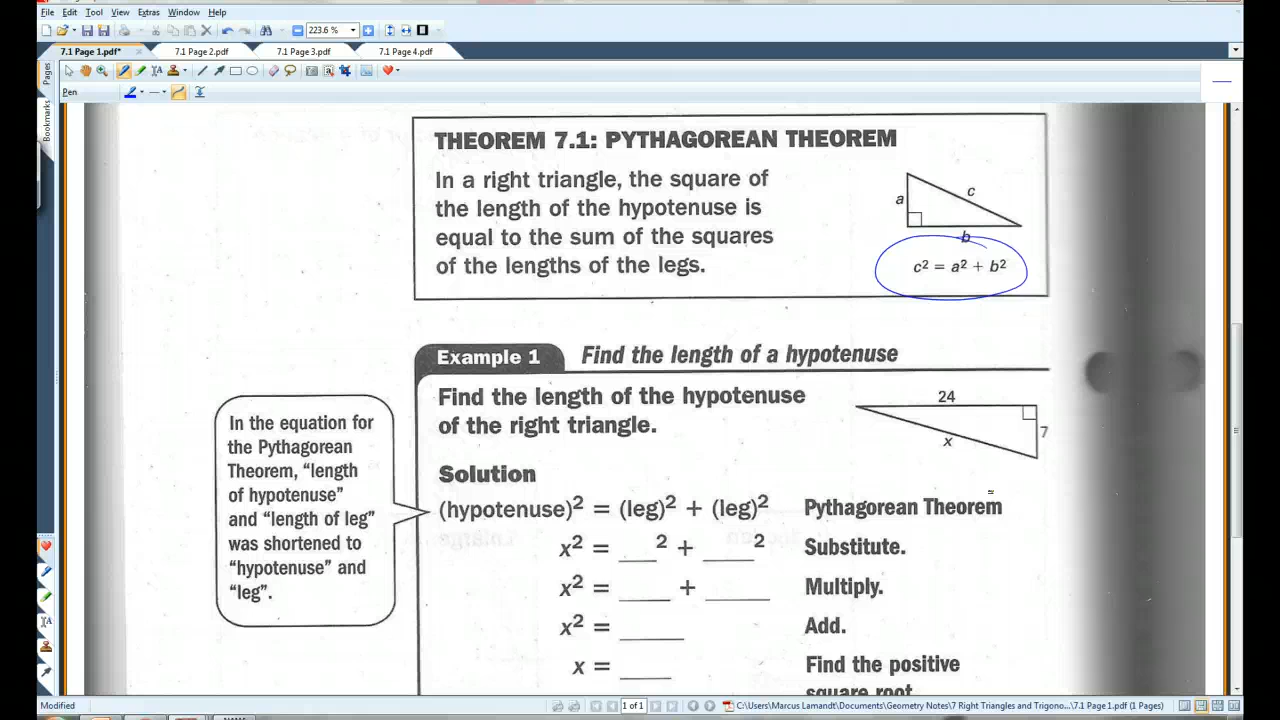 File Edit Tool View Extras Window Help
223.6 %
7.1 Page 1.pdf* 7.1 Page 2.pdf 7.1 Page 3.pdf 7.1 Page 4.pdf
Pen
Pages
Bookmarks
THEOREM 7.1: PYTHAGOREAN THEOREM
In a right triangle, the square of
the length of the hypotenuse is
equal to the sum of the squares
of the lengths of the legs.
a
c
b
c² = a² + b²
Example 1 Find the length of a hypotenuse
Find the length of the hypotenuse
of the right triangle.
24
7
x
In the equation for
the Pythagorean
Theorem, “length
of hypotenuse”
and “length of leg”
was shortened to
“hypotenuse” and
“leg”.
Solution
(hypotenuse)² = (leg)² + (leg)² Pythagorean Theorem
x² = ___² + ____² Substitute.
x² = ____ + _____ Multiply.
x² = _____ Add.
x = ____ Find the positive
square root
Modified
1 of 1
C:\Users\Marcus Lamandt\Documents\Geometry Notes\7 Right Triangles and Trigono...\7.1 Page 1.pdf (1 Pages)